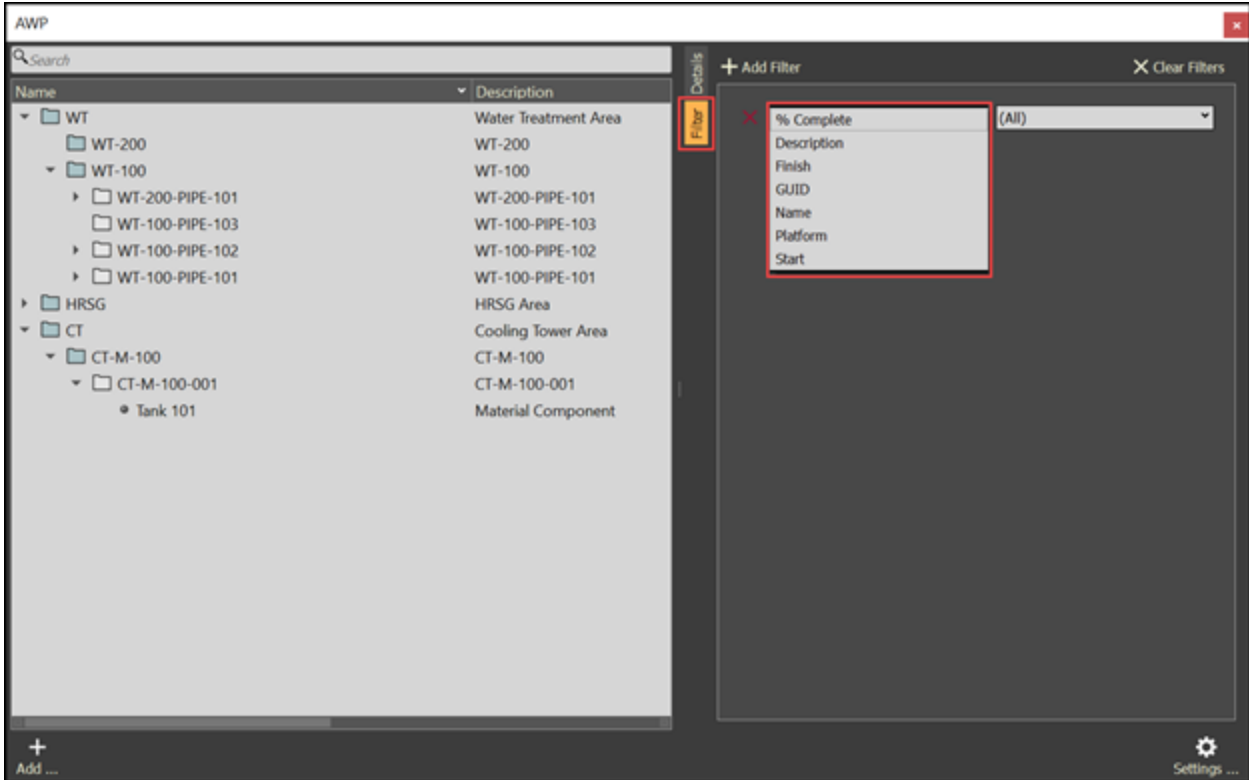 AWP
Search
Name Description
WT Water Treatment Area
WT-200 WT-200
WT-100 WT-100
WT-200-PIPE-101 WT-200-PIPE-101
WT-100-PIPE-103 WT-100-PIPE-103
WT-100-PIPE-102 WT-100-PIPE-102
WT-100-PIPE-101 WT-100-PIPE-101
HRSG HRSG Area
CT Cooling Tower Area
CT-M-100 CT-M-100
CT-M-100-001 CT-M-100-001
Tank 101 Material Component
Details
Filter
Add Filter Clear Filters
% Complete (All)
Description
Finish
GUID
Name
Platform
Start
Add ... Settings ...